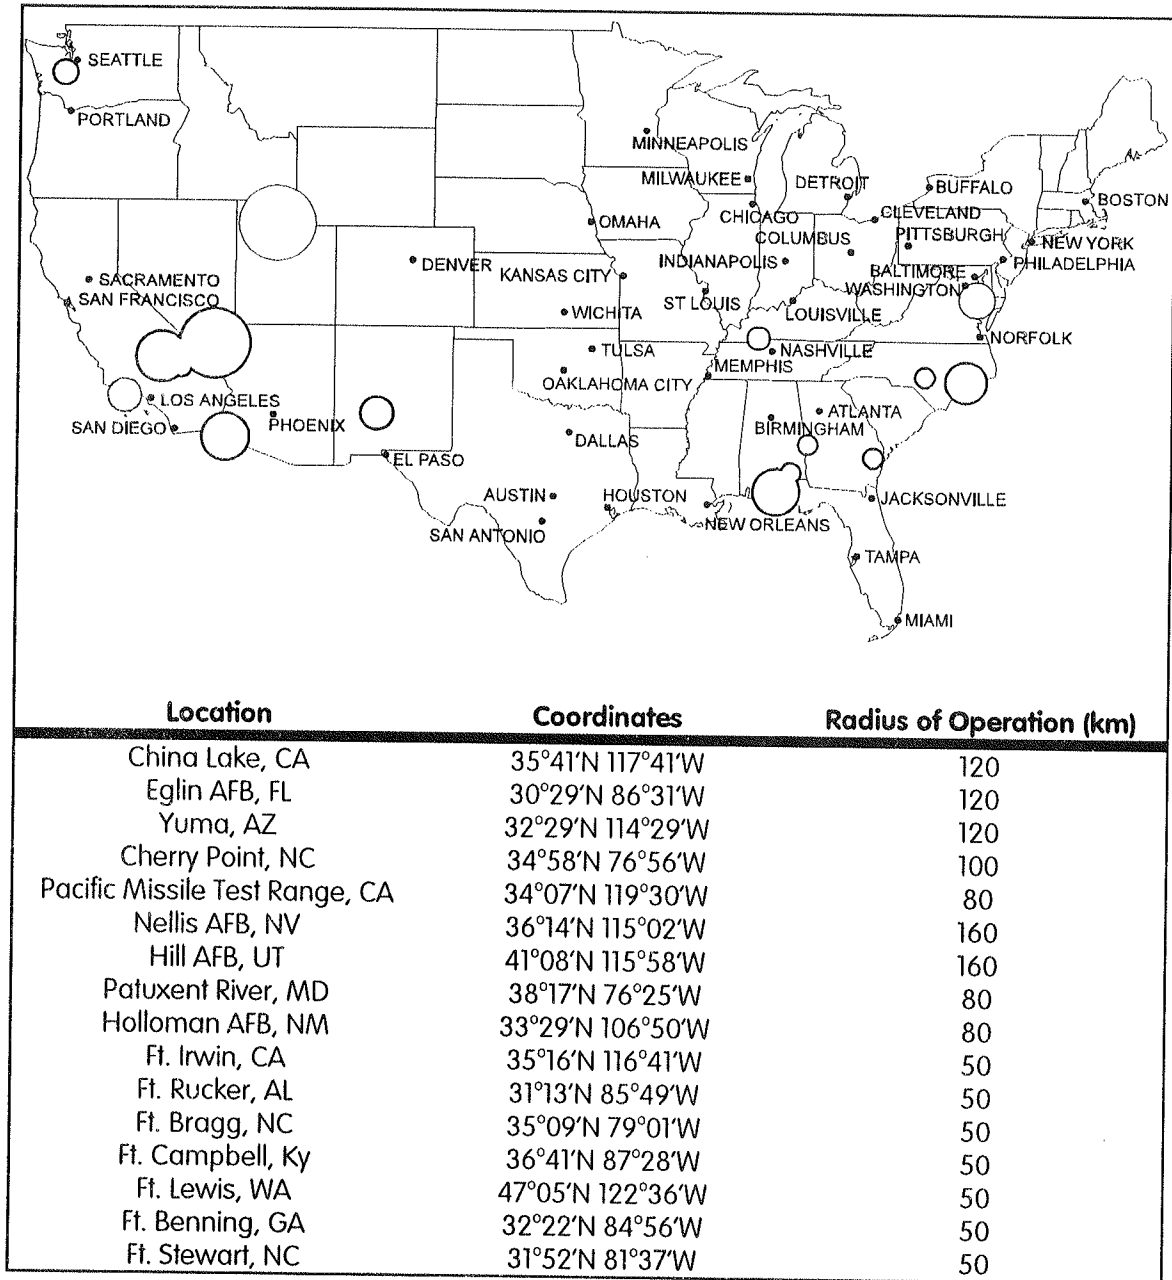 SEATTLE
PORTLAND
MINNEAPOLIS
MILWAUKEE
DETROIT
BUFFALO
BOSTON
CHICAGO
CLEVELAND
OMAHA
COLUMBUS
PITTSBURGH
NEW YORK
DENVER
KANSAS CITY
INDIANAPOLIS
BALTIMORE
PHILADELPHIA
SACRAMENTO
WASHINGTON
SAN FRANCISCO
ST LOUIS
LOUISVILLE
WICHITA
NORFOLK
TULSA
NASHVILLE
MEMPHIS
OAKLAHOMA CITY
LOS ANGELES
ATLANTA
SAN DIEGO
PHOENIX
BIRMINGHAM
DALLAS
EL PASO
AUSTIN
HOUSTON
JACKSONVILLE
NEW ORLEANS
SAN ANTONIO
TAMPA
MIAMI
Location Coordinates Radius of Operation (km)
China Lake, CA 35°41'N 117°41'W 120
Eglin AFB, FL 30°29'N 86°31'W 120
Yuma, AZ 32°29'N 114°29'W 120
Cherry Point, NC 34°58'N 76°56'W 100
Pacific Missile Test Range, CA 34°07'N 119°30'W 80
Nellis AFB, NV 36°14'N 115°02'W 160
Hill AFB, UT 41°08'N 115°58'W 160
Patuxent River, MD 38°17'N 76°25'W 80
Holloman AFB, NM 33°29'N 106°50'W 80
Ft. Irwin, CA 35°16'N 116°41'W 50
Ft. Rucker, AL 31°13'N 85°49'W 50
Ft. Bragg, NC 35°09'N 79°01'W 50
Ft. Campbell, Ky 36°41'N 87°28'W 50
Ft. Lewis, WA 47°05'N 122°36'W 50
Ft. Benning, GA 32°22'N 84°56'W 50
Ft. Stewart, NC 31°52'N 81°37'W 50